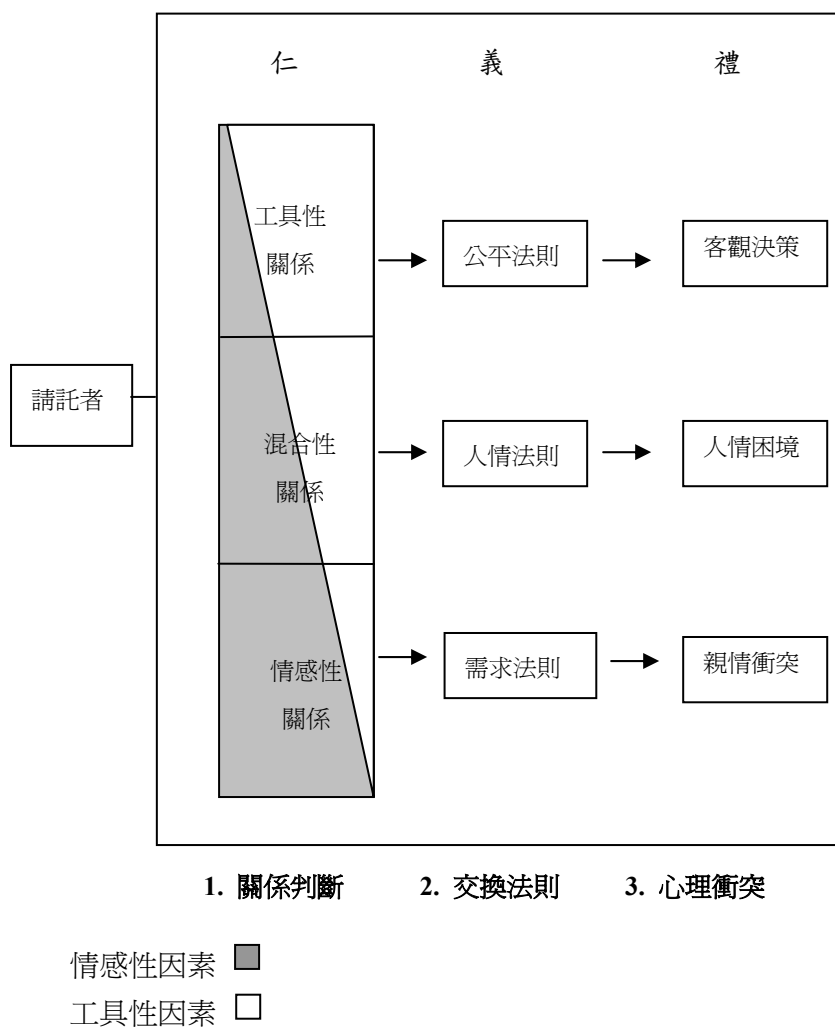 仁 義 禮
工具性
關係
公平法則
客觀決策
請託者
混合性
關係
人情法則
人情困境
情感性
關係
需求法則
親情衝突
1. 關係判斷 2. 交換法則 3. 心理衝突
情感性因素
工具性因素